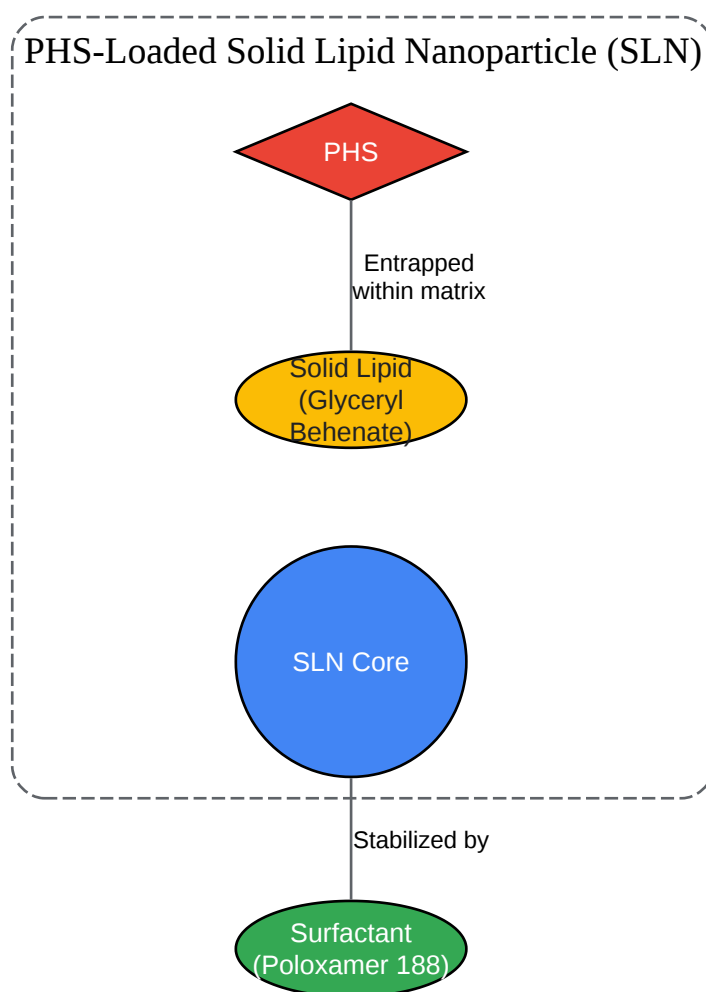 PHS-Loaded Solid Lipid Nanoparticle (SLN)
PHS
Entrapped
within matrix
Solid Lipid
(Glyceryl
Behenate)
SLN Core
Stabilized by
Surfactant
(Poloxamer 188)